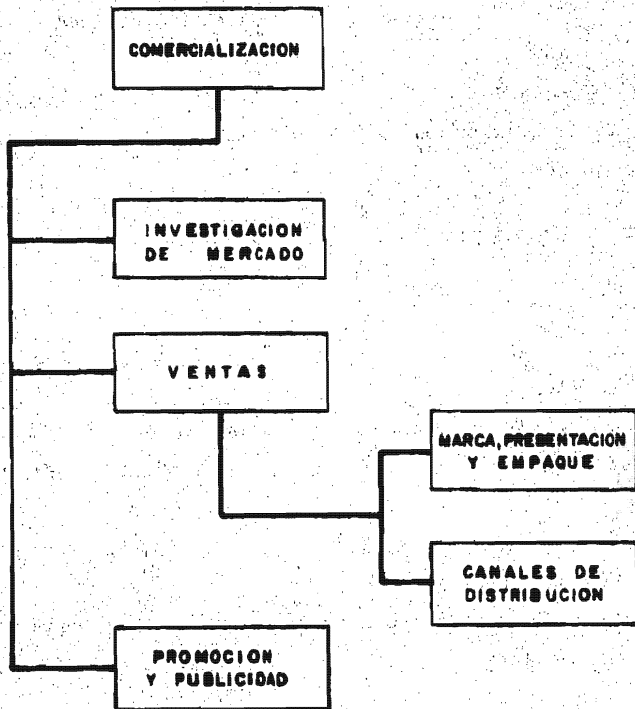 COMERCIALIZACION
INVESTIGACION
DE MERCADO
VENTAS
MARCA, PRESENTACION
Y EMPAQUE
CANALES DE
DISTRIBUCION
PROMOCION
Y PUBLICIDAD